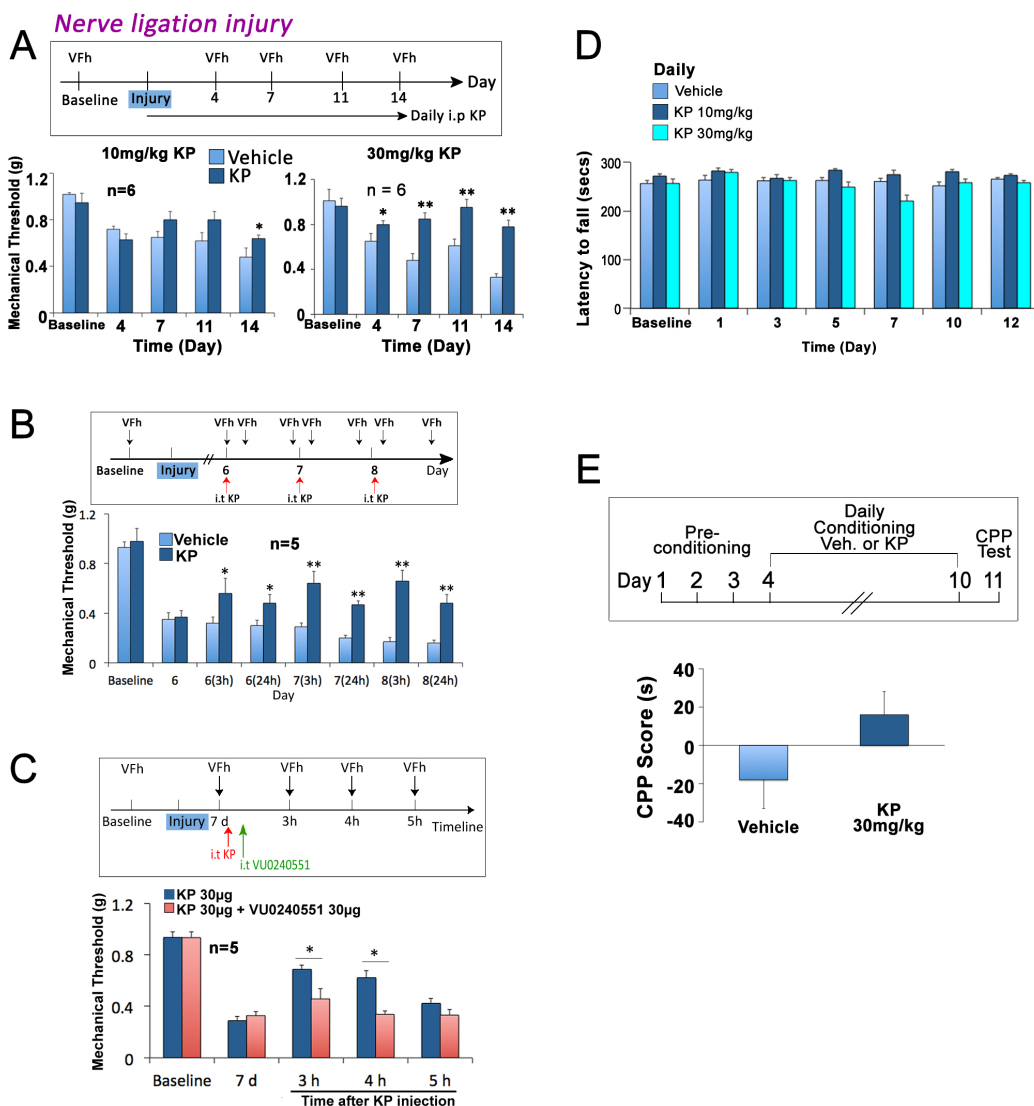 Nerve ligation injury
A
VFh VFh VFh VFh VFh
Day
Baseline Injury 4 7 11 14
Daily i.p KP
10mg/kg KP Vehicle KP 30mg/kg KP
Mechanical Threshold (g)
1.2
0.8
0.4
0
n=6
*
Baseline 4 7 11 14
Time (Day)
1.2
0.8
0.4
0
n = 6
* ** ** **
Baseline 4 7 11 14
Time (Day)
B
VFh VFh VFh VFh VFh VFh VFh VFh
Baseline Injury 6 7 8 Day
i.t KP i.t KP i.t KP
Mechanical Threshold (g)
1.2
0.8
0.4
0
Vehicle
KP
n=5
* * ** ** ** **
Baseline 6 6(3h) 6(24h) 7(3h) 7(24h) 8(3h) 8(24h)
Day
C
VFh VFh VFh VFh VFh
Baseline Injury 7 d 3h 4h 5h Timeline
i.t KP
i.t VU0240551
Mechanical Threshold (g)
KP 30µg
KP 30µg + VU0240551 30µg
1.2
0.8
0.4
0
n=5
* *
Baseline 7 d 3 h 4 h 5 h
Time after KP injection
D
Daily
Vehicle
KP 10mg/kg
KP 30mg/kg
Latency to fall (secs)
300
200
100
0
Baseline 1 3 5 7 10 12
Time (Day)
E
Pre-
conditioning
Daily
Conditioning
Veh. or KP
CPP
Test
Day 1 2 3 4 10 11
CPP Score (s)
40
20
0
-20
-40
Vehicle
KP
30mg/kg